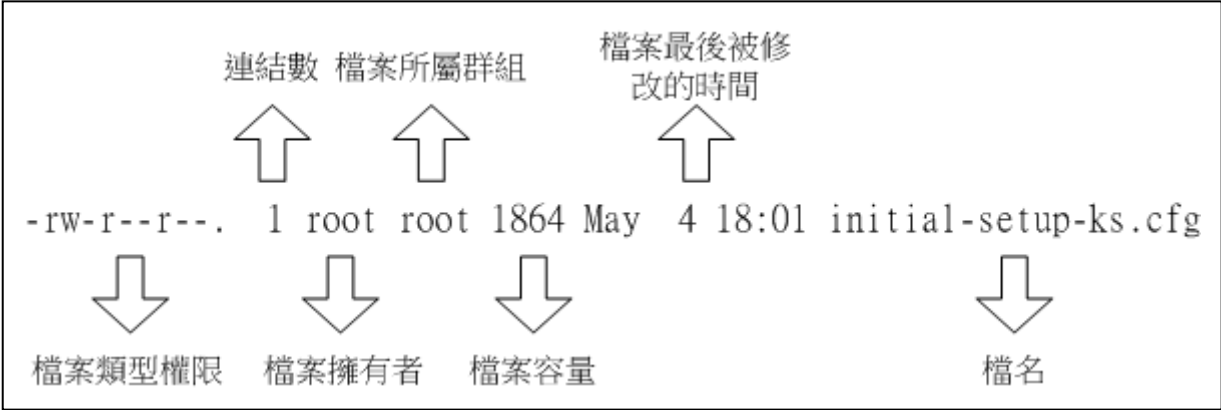 連結數 檔案所屬群組
檔案最後被修
改的時間
-rw-r--r--. 1 root root 1864 May 4 18:01 initial-setup-ks.cfg
檔案類型權限 檔案擁有者 檔案容量 檔名